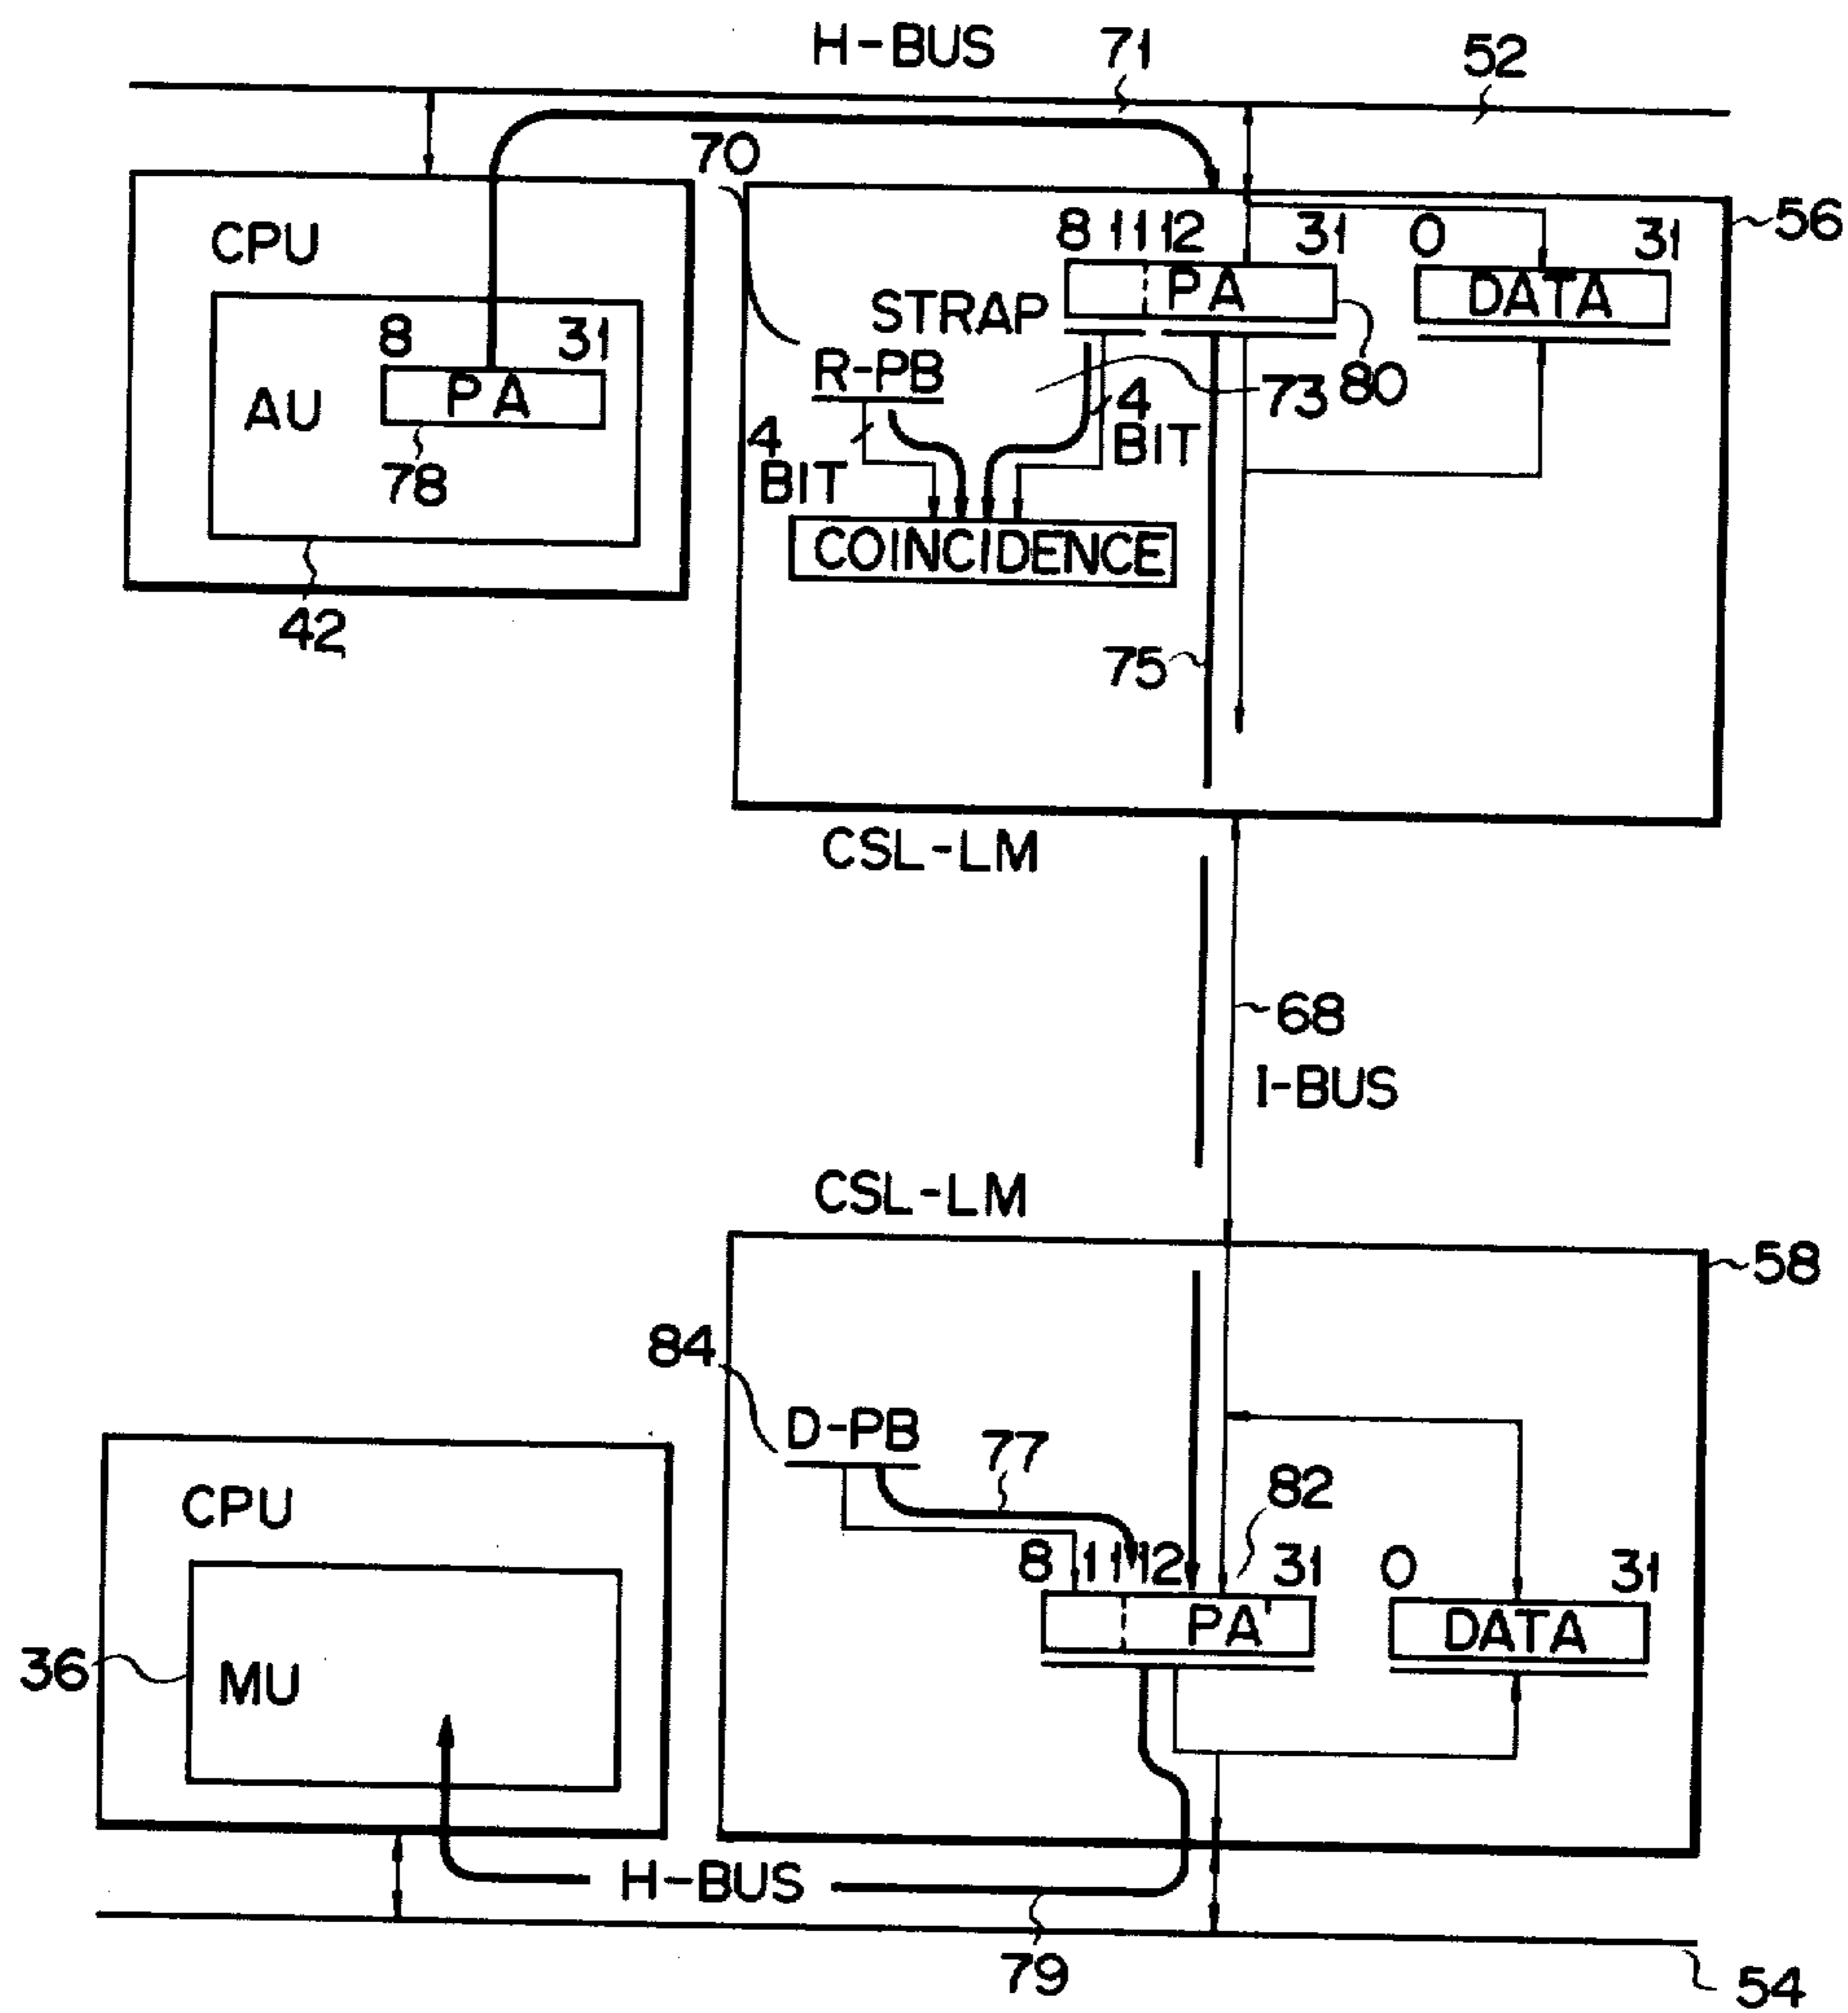 H-BUS
71
52
70
56
CPU
8 11 12 31
0 31
PA
DATA
STRAP
8 31
R-PB
PA
AU
73
80
4
BIT
4
BIT
78
COINCIDENCE
42
75
CSL-LM
68
I-BUS
CSL-LM
58
84
D-PB
77
82
CPU
8 11 12 31
0 31
PA'
DATA
36
MU
H-BUS
79
54